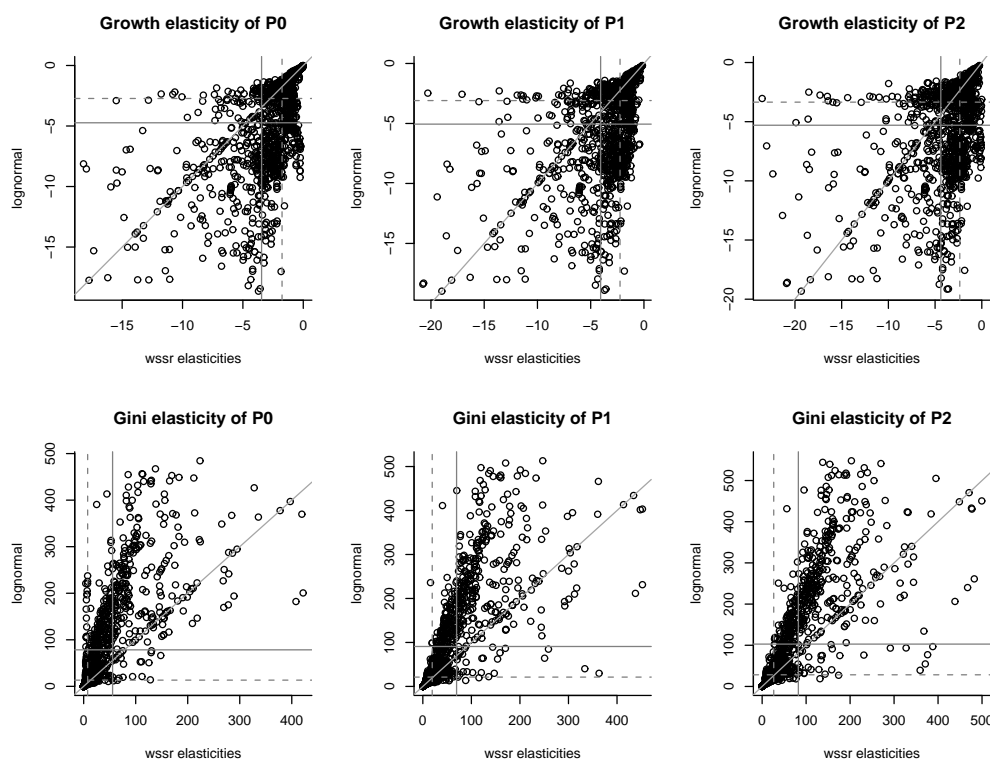 Growth elasticity of P0
0
−5
−10
−15
lognormal
−15 −10 −5 0
wssr elasticities
Growth elasticity of P1
0
−5
−10
−15
lognormal
−20 −15 −10 −5 0
wssr elasticities
Growth elasticity of P2
0
−5
−10
−15
−20
lognormal
−20 −15 −10 −5 0
wssr elasticities
Gini elasticity of P0
500
400
300
200
100
0
lognormal
0 100 200 300 400
wssr elasticities
Gini elasticity of P1
500
400
300
200
100
0
lognormal
0 100 200 300 400
wssr elasticities
Gini elasticity of P2
500
400
300
200
100
0
lognormal
0 100 200 300 400 500
wssr elasticities